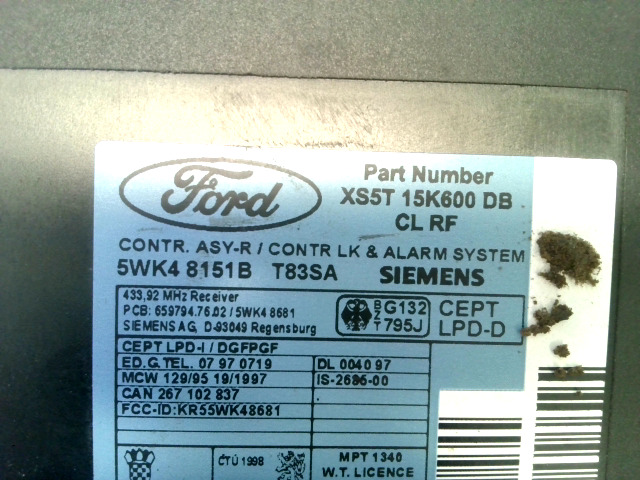 Ford
Part Number
XS5T 15K600 DB
CL RF
CONTR. ASY-R / CONTR LK & ALARM SYSTEM
5WK4 8151B T83SA SIEMENS
433,92 MHz Receiver
PCB: 659794.76.02 / 5WK4 8681
SIEMENS AG, D-93049 Regensburg
BZT
G132
795J
CEPT
LPD-D
CEPT LPD-I / DGFPGF
ED.G.TEL. 07 97 0719 DL 0040 97
MCW 129/95 19/1997 IS-2686-00
CAN 267 102 837
FCC-ID: KR55WK48681
ČTÚ 1998
MPT 1340
W.T. LICENCE